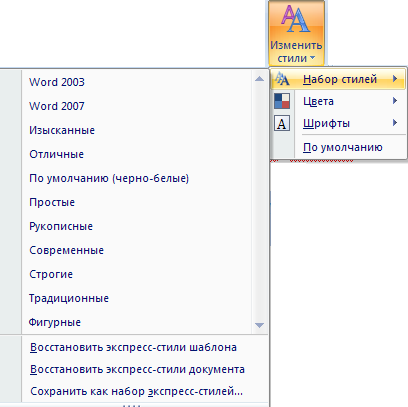 Изменить
стили
Набор стилей
Цвета
Шрифты
По умолчанию
Word 2003
Word 2007
Изысканные
Отличные
По умолчанию (черно-белые)
Простые
Рукописные
Современные
Строгие
Традиционные
Фигурные
Восстановить экспресс-стили шаблона
Восстановить экспресс-стили документа
Сохранить как набор экспресс-стилей...